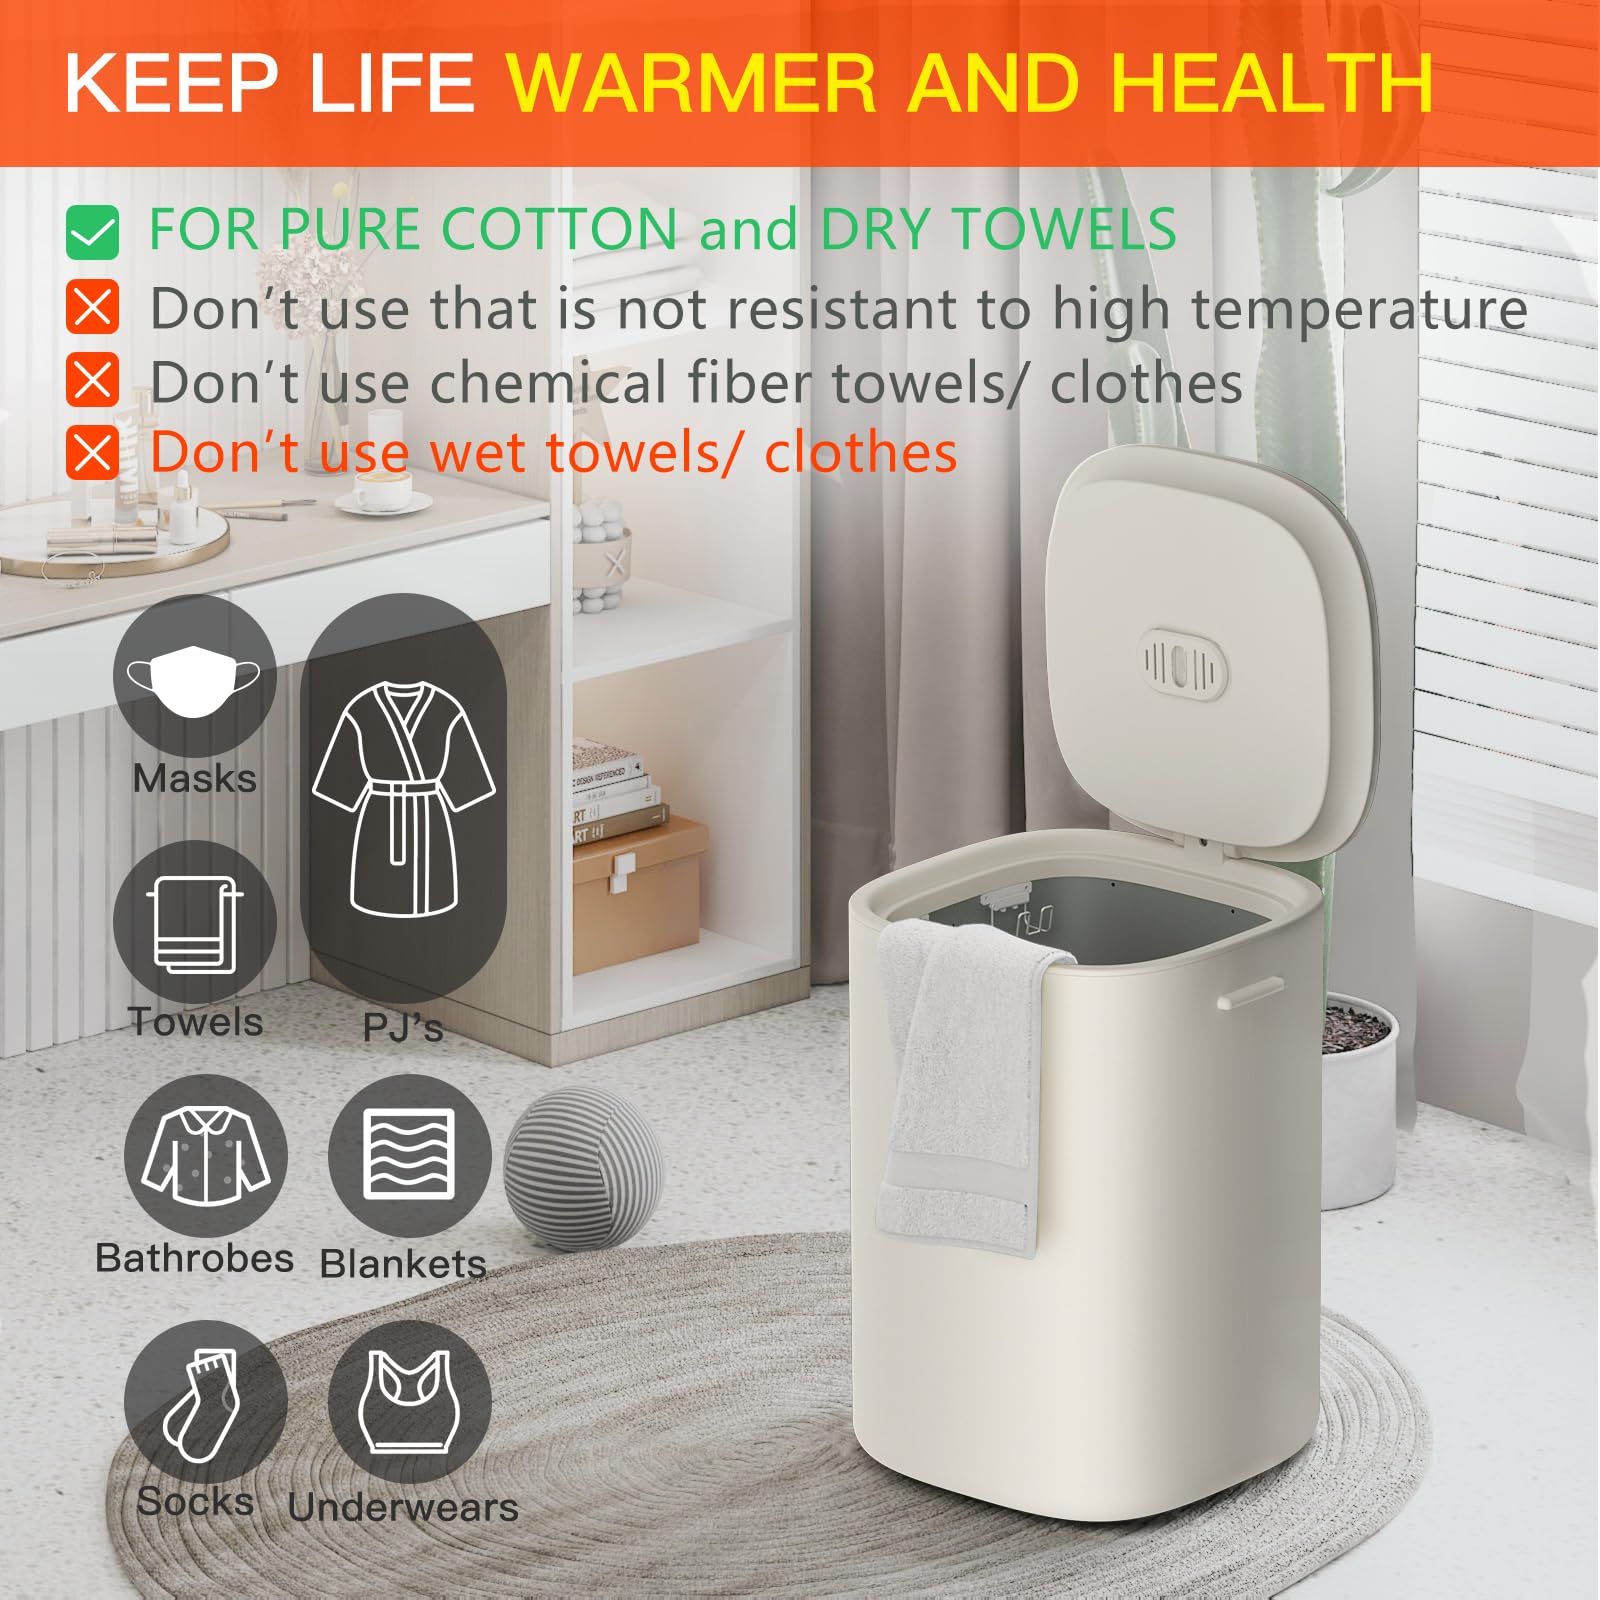 KEEP LIFE WARMER AND HEALTH
FOR PURE COTTON and DRY TOWELS
Don't use that is not resistant to high temperature
Don't use chemical fiber towels/ clothes
Don't use wet towels/ clothes
Masks
Towels
PJ's
Bathrobes
Blankets
Socks
Underwears